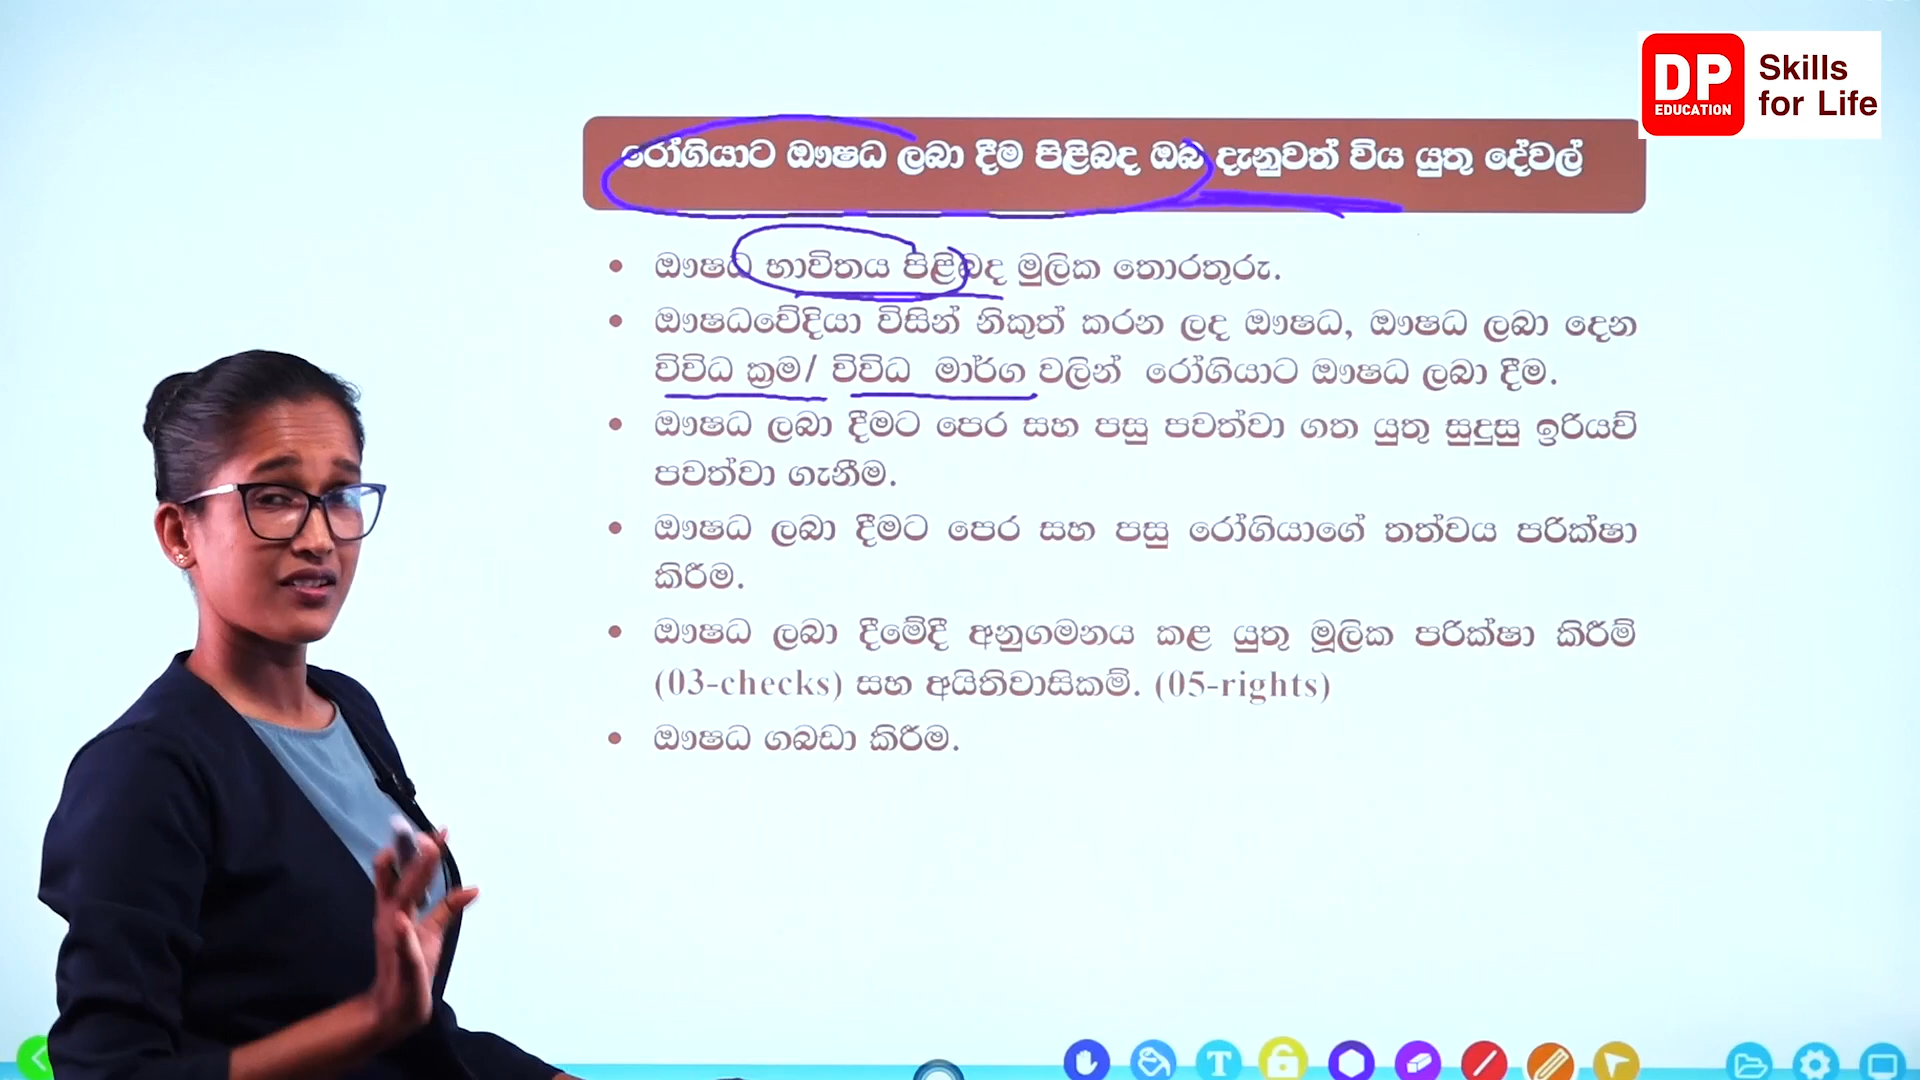 DP
EDUCATION
Skills
for Life
රෝගියාට ඖෂධ ලබා දීම පිළිබද ඔබ දැනුවත් විය යුතු දේවල්
• ඖෂධ භාවිතය පිළිබද මුලික තොරතුරු.
• ඖෂධවේදියා විසින් නිකුත් කරන ලද ඖෂධ, ඖෂධ ලබා දෙන
විවිධ ක්‍රම/ විවිධ මාර්ග වලින් රෝගියාට ඖෂධ ලබා දීම.
• ඖෂධ ලබා දීමට පෙර සහ පසු පවත්වා ගත යුතු සුදුසු ඉරියව්
පවත්වා ගැනීම.
• ඖෂධ ලබා දීමට පෙර සහ පසු රෝගියාගේ තත්වය පරික්ෂා
කිරීම.
• ඖෂධ ලබා දීමේදී අනුගමනය කළ යුතු මූලික පරික්ෂා කිරීම්
(03-checks) සහ අයිතිවාසිකම්. (05-rights)
• ඖෂධ ගබඩා කිරීම.